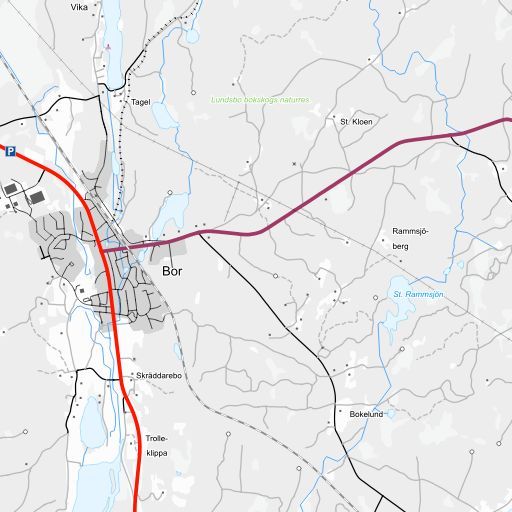 Vika
P
Tagel
Lundsbo bokskogs naturres
St. Kloen
Rammsjö-
berg
Bor
St. Rammsjön
Skräddarebo
Bokelund
Trolle-
klippa